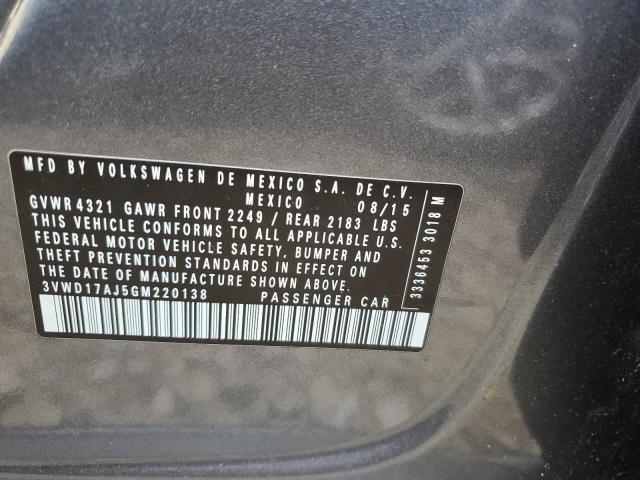 MFD BY VOLKSWAGEN DE MEXICO S.A. DE C.V.
MEXICO 08/15
GVWR 4321 GAWR FRONT 2249 / REAR 2183 LBS
THIS VEHICLE CONFORMS TO ALL APPLICABLE U.S.
FEDERAL MOTOR VEHICLE SAFETY, BUMPER AND
THEFT PREVENTION STANDARDS IN EFFECT ON
THE DATE OF MANUFACTURE SHOWN ABOVE.
3VWD17AJ5GM220138 PASSENGER CAR
3336453 3018 M